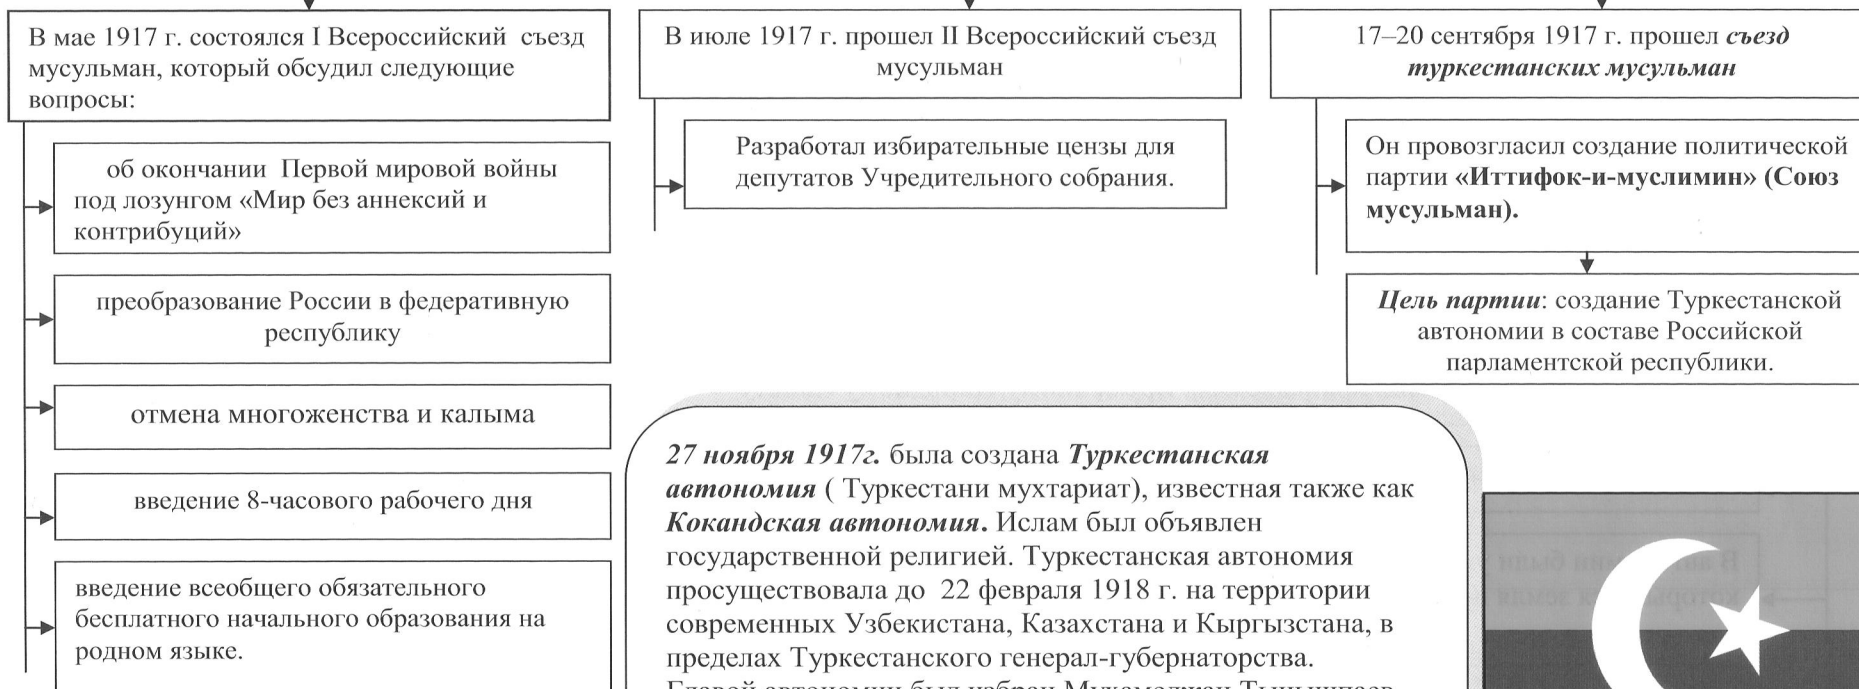 В мае 1917 г. состоялся I Всероссийский съезд
мусульман, который обсудил следующие
вопросы:
об окончании Первой мировой войны
под лозунгом «Мир без аннексий и
контрибуций»
преобразование России в федеративную
республику
отмена многоженства и калыма
введение 8-часового рабочего дня
введение всеобщего обязательного
бесплатного начального образования на
родном языке.
В июле 1917 г. прошел II Всероссийский съезд
мусульман
Разработал избирательные цензы для
депутатов Учредительного собрания.
17–20 сентября 1917 г. прошел съезд
туркестанских мусульман
Он провозгласил создание политической
партии «Иттифок-и-муслимин» (Союз
мусульман).
Цель партии: создание Туркестанской
автономии в составе Российской
парламентской республики.
27 ноября 1917г. была создана Туркестанская
автономия ( Туркестани мухтариат), известная также как
Кокандская автономия. Ислам был объявлен
государственной религией. Туркестанская автономия
просуществовала до 22 февраля 1918 г. на территории
современных Узбекистана, Казахстана и Кыргызстана, в
пределах Туркестанского генерал-губернаторства.
Главой автономии был избран Мухамеджан Тынышпаев